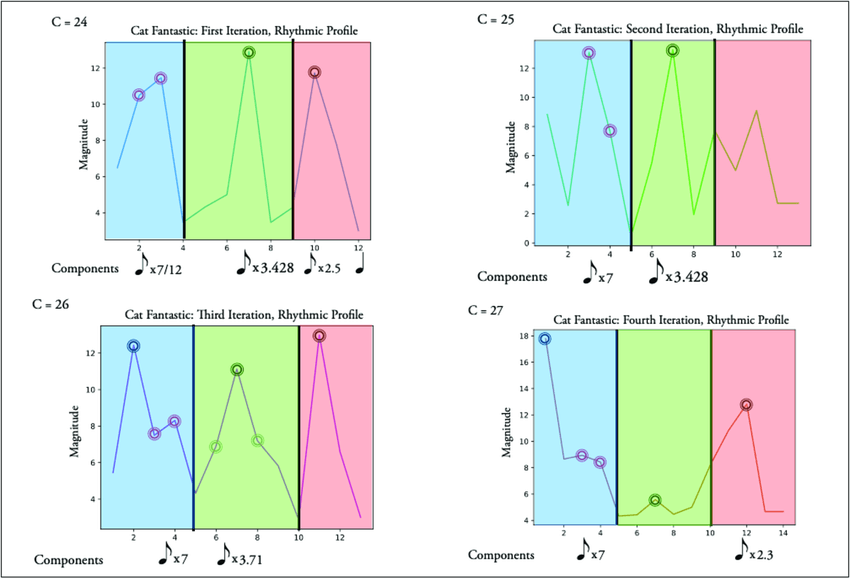 C = 24
Cat Fantastic: First Iteration, Rhythmic Profile
Magnitude
12
10
8
6
4
2 4 6 8 10 12
Components ♪x7/12 ♪x3.428 ♪x2.5 ♩
C = 25
Cat Fantastic: Second Iteration, Rhythmic Profile
Magnitude
12
10
8
6
4
2
0
2 4 6 8 10 12
Components ♪x7 ♪x3.428
C = 26
Cat Fantastic: Third Iteration, Rhythmic Profile
Magnitude
12
10
8
6
4
2 4 6 8 10 12
Components ♪x7 ♪x3.71
C = 27
Cat Fantastic: Fourth Iteration, Rhythmic Profile
Magnitude
18
16
14
12
10
8
6
4
2 4 6 8 10 12 14
Components ♪x7 ♪x2.3